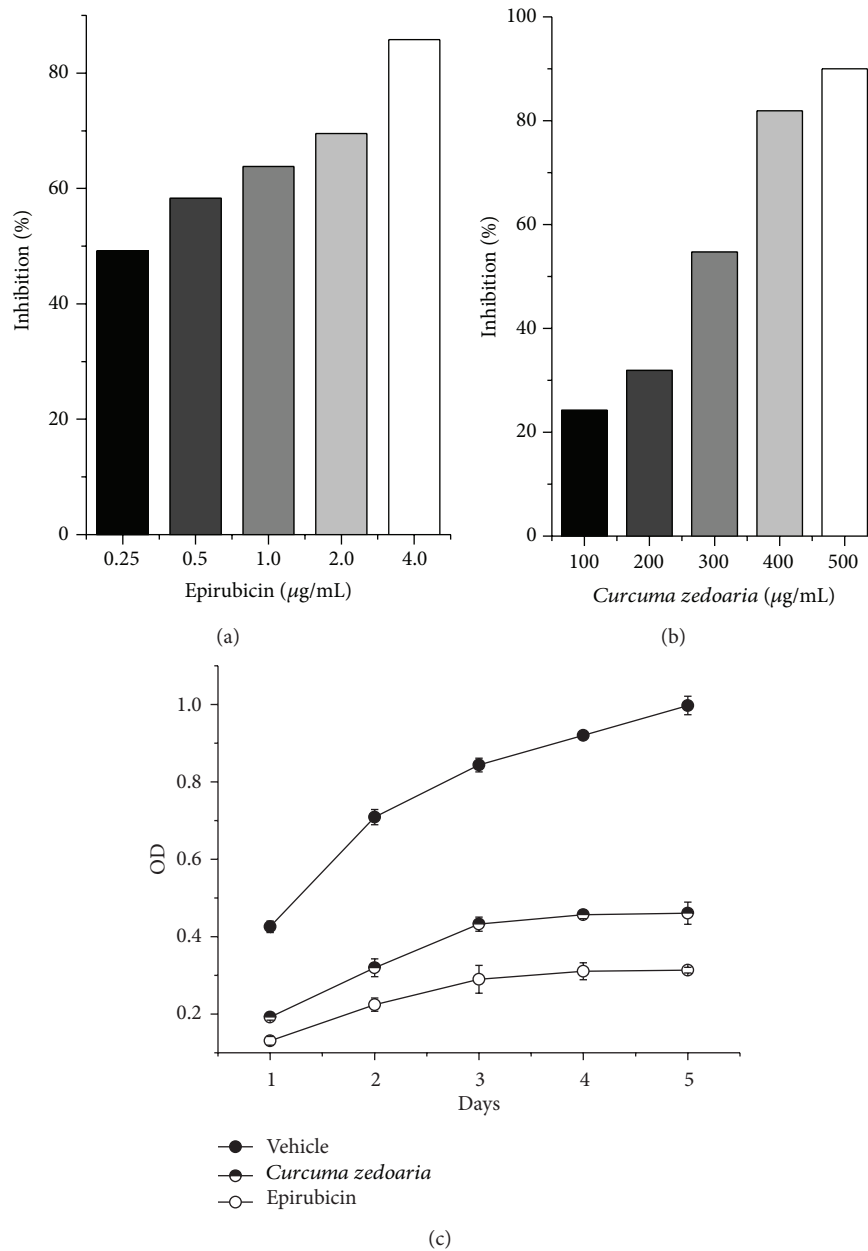 80
60
40
20
0
Inhibition (%)
0.25 0.5 1.0 2.0 4.0
Epirubicin (μg/mL)
(a)
100
80
60
40
20
0
Inhibition (%)
100 200 300 400 500
Curcuma zedoaria (μg/mL)
(b)
1.0
0.8
0.6
0.4
0.2
OD
1 2 3 4 5
Days
Vehicle
Curcuma zedoaria
Epirubicin
(c)